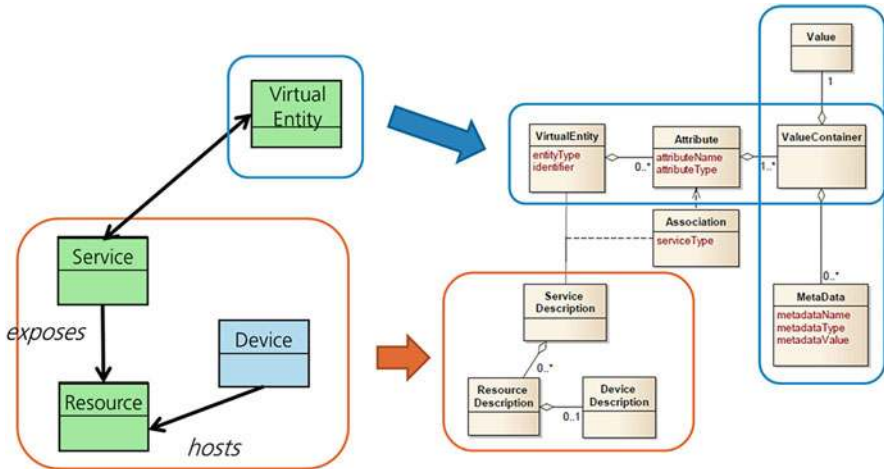 Virtual
Entity
Service
exposes
Device
Resource
hosts
Value
1
VirtualEntity
entityType
identifier
0..*
Attribute
attributeName
attributeType
1..*
ValueContainer
Association
serviceType
0..*
MetaData
metadataName
metadataType
metadataValue
Service
Description
0..*
Resource
Description
0..1
Device
Description